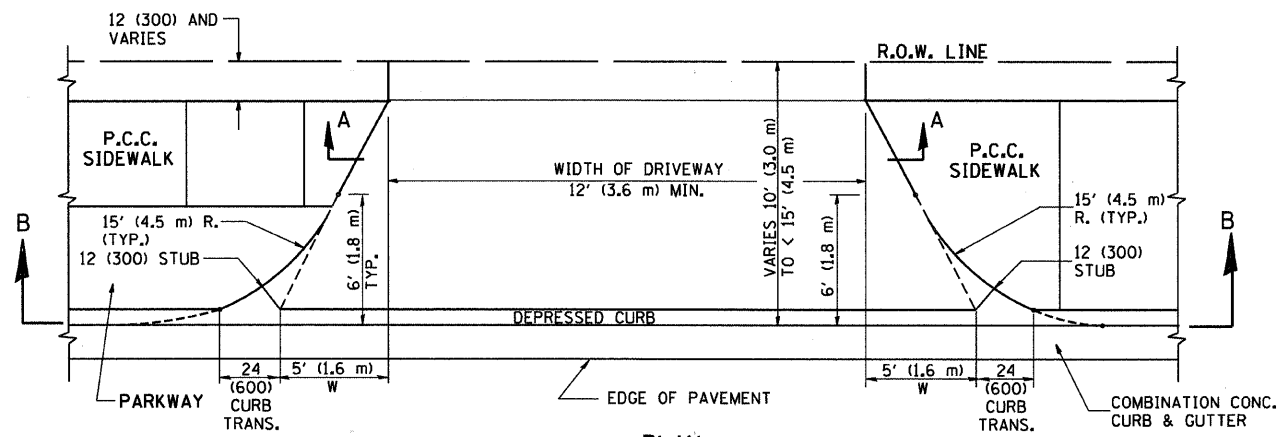 12 (300) AND
VARIES
R.O.W. LINE
A
A
P.C.C.
SIDEWALK
P.C.C.
SIDEWALK
WIDTH OF DRIVEWAY
12' (3.6 m) MIN.
VARIES 10' (3.0 m)
TO < 15' (4.5 m)
B
B
15' (4.5 m) R.
(TYP.)
12 (300) STUB
6' (1.8 m)
TYP.
6' (1.8 m)
15' (4.5 m)
R. (TYP.)
12 (300)
STUB
DEPRESSED CURB
PARKWAY
24
(600)
CURB
TRANS.
5' (1.6 m)
W
EDGE OF PAVEMENT
5' (1.6 m)
W
24
(600)
CURB
TRANS.
COMBINATION CONC.
CURB & GUTTER